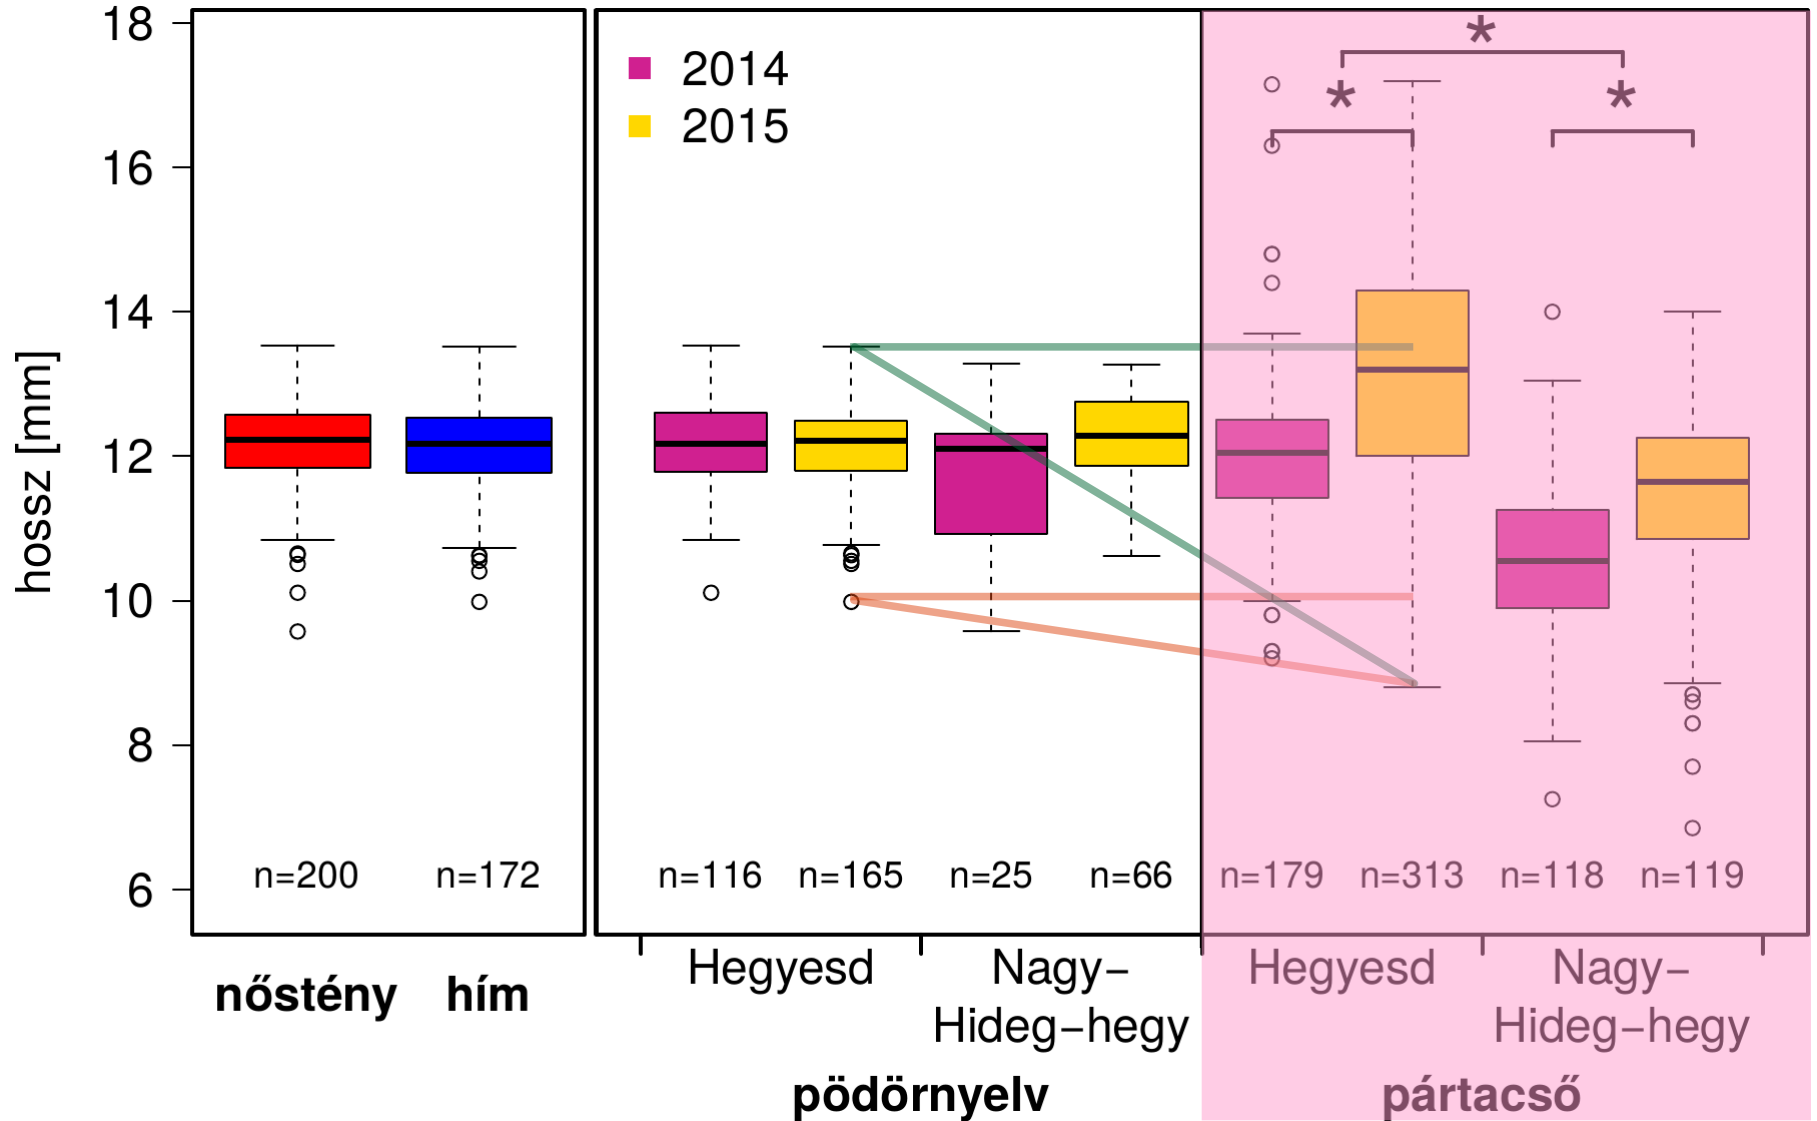 hossz [mm]
18
16
14
12
10
8
6
2014
2015
*
* *
n=200 n=172 n=116 n=165 n=25 n=66 n=179 n=313 n=118 n=119
nőstény hím
Hegyesd Nagy− Hegyesd Nagy−
Hideg−hegy Hideg−hegy
pödörnyelv pártacső